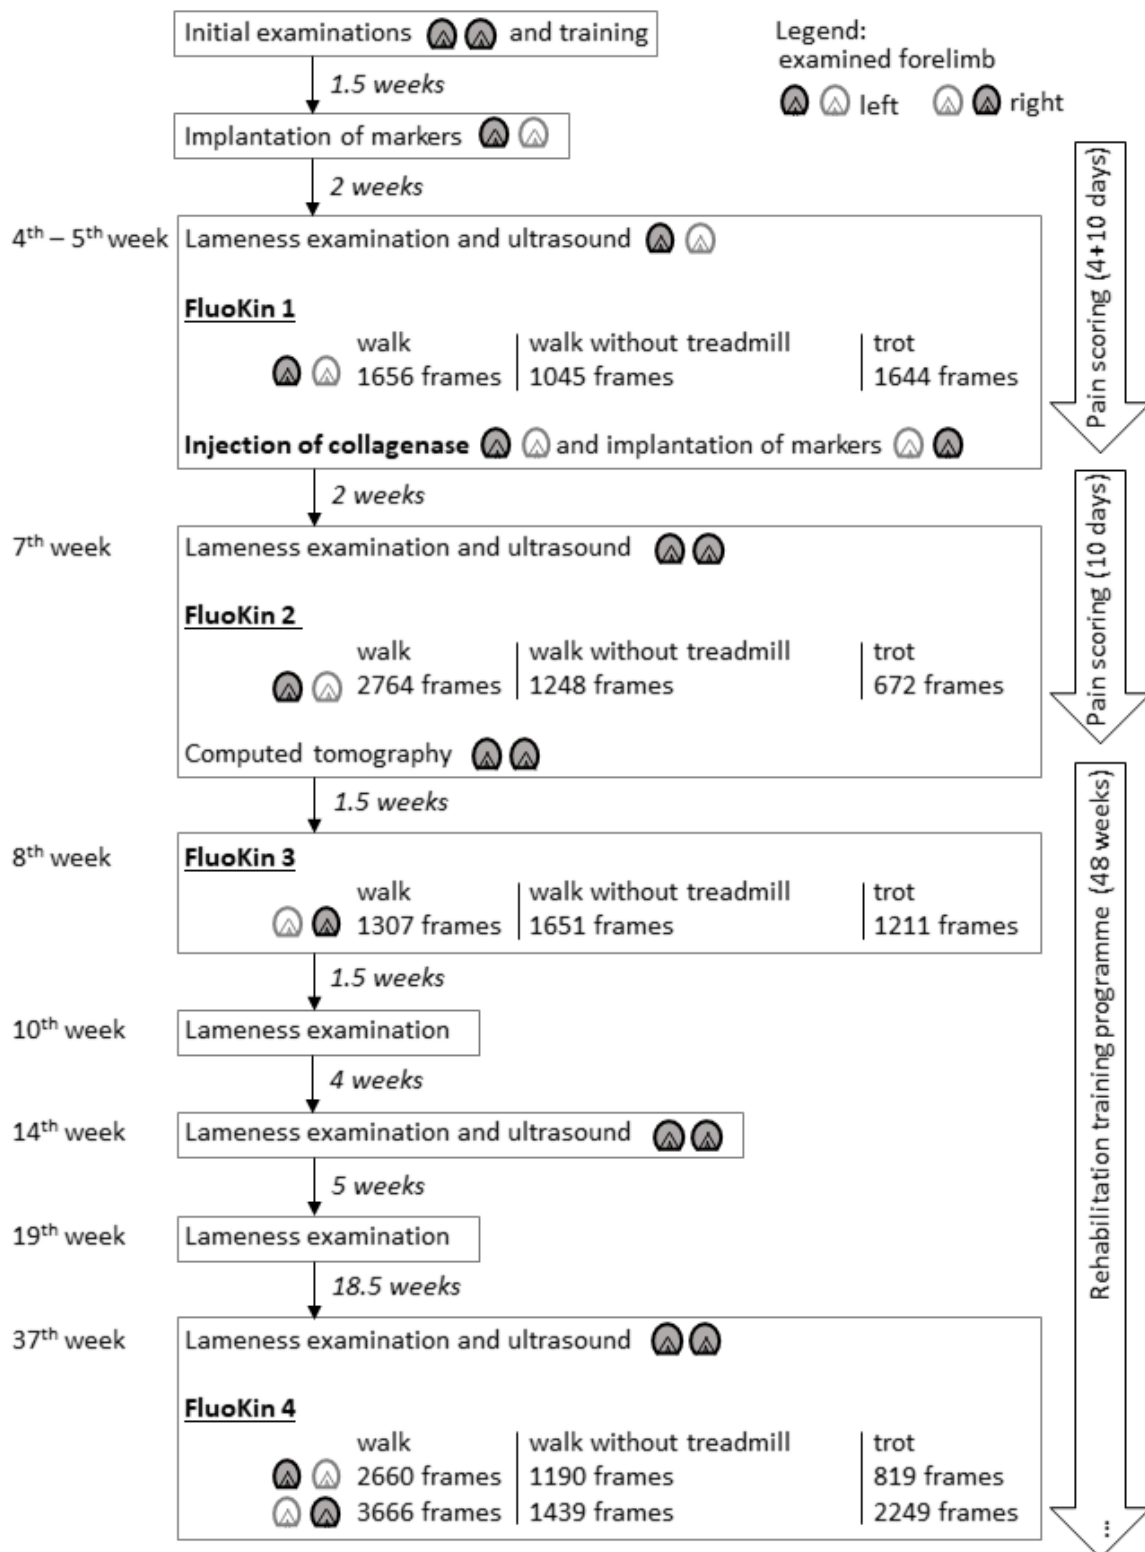 Initial examinations and training
Legend:
examined forelimb
left right
1.5 weeks
Implantation of markers
2 weeks
4th – 5th week
Lameness examination and ultrasound
FluoKin 1
walk walk without treadmill trot
1656 frames 1045 frames 1644 frames
Injection of collagenase and implantation of markers
Pain scoring (4+10 days)
2 weeks
7th week
Lameness examination and ultrasound
FluoKin 2
walk walk without treadmill trot
2764 frames 1248 frames 672 frames
Computed tomography
Pain scoring (10 days)
1.5 weeks
8th week
FluoKin 3
walk walk without treadmill trot
1307 frames 1651 frames 1211 frames
1.5 weeks
10th week
Lameness examination
4 weeks
14th week
Lameness examination and ultrasound
5 weeks
19th week
Lameness examination
18.5 weeks
37th week
Lameness examination and ultrasound
FluoKin 4
walk walk without treadmill trot
2660 frames 1190 frames 819 frames
3666 frames 1439 frames 2249 frames
Rehabilitation training programme (48 weeks)
...